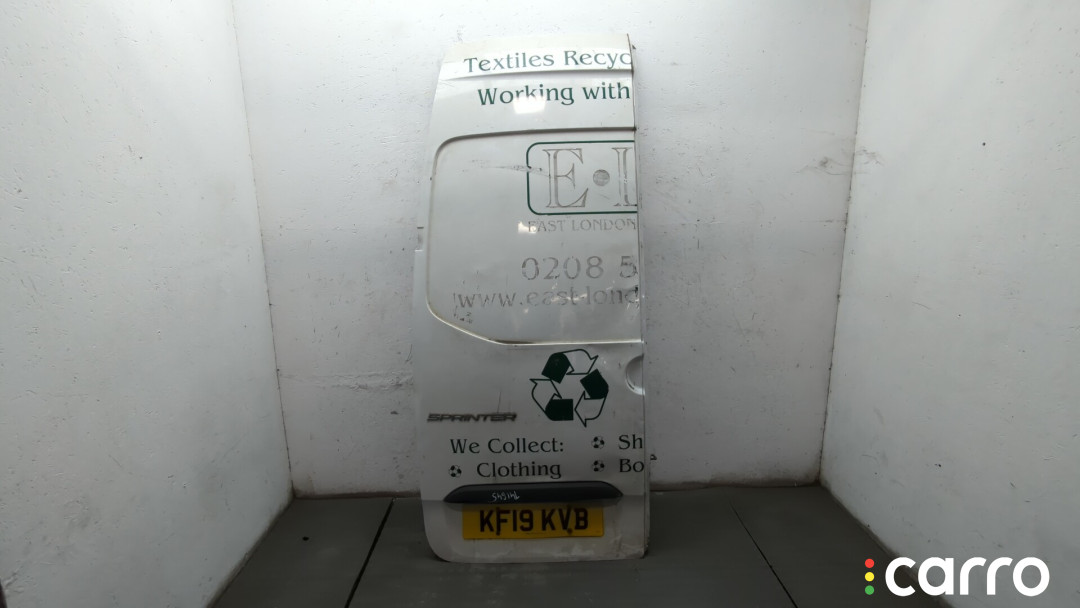 Textiles Recyc
Working with
E·L
EAST LONDON
0208 5
www.east-lond
SPRINTER
We Collect:
Sh
Clothing
Bo
KF19 KVB
carro